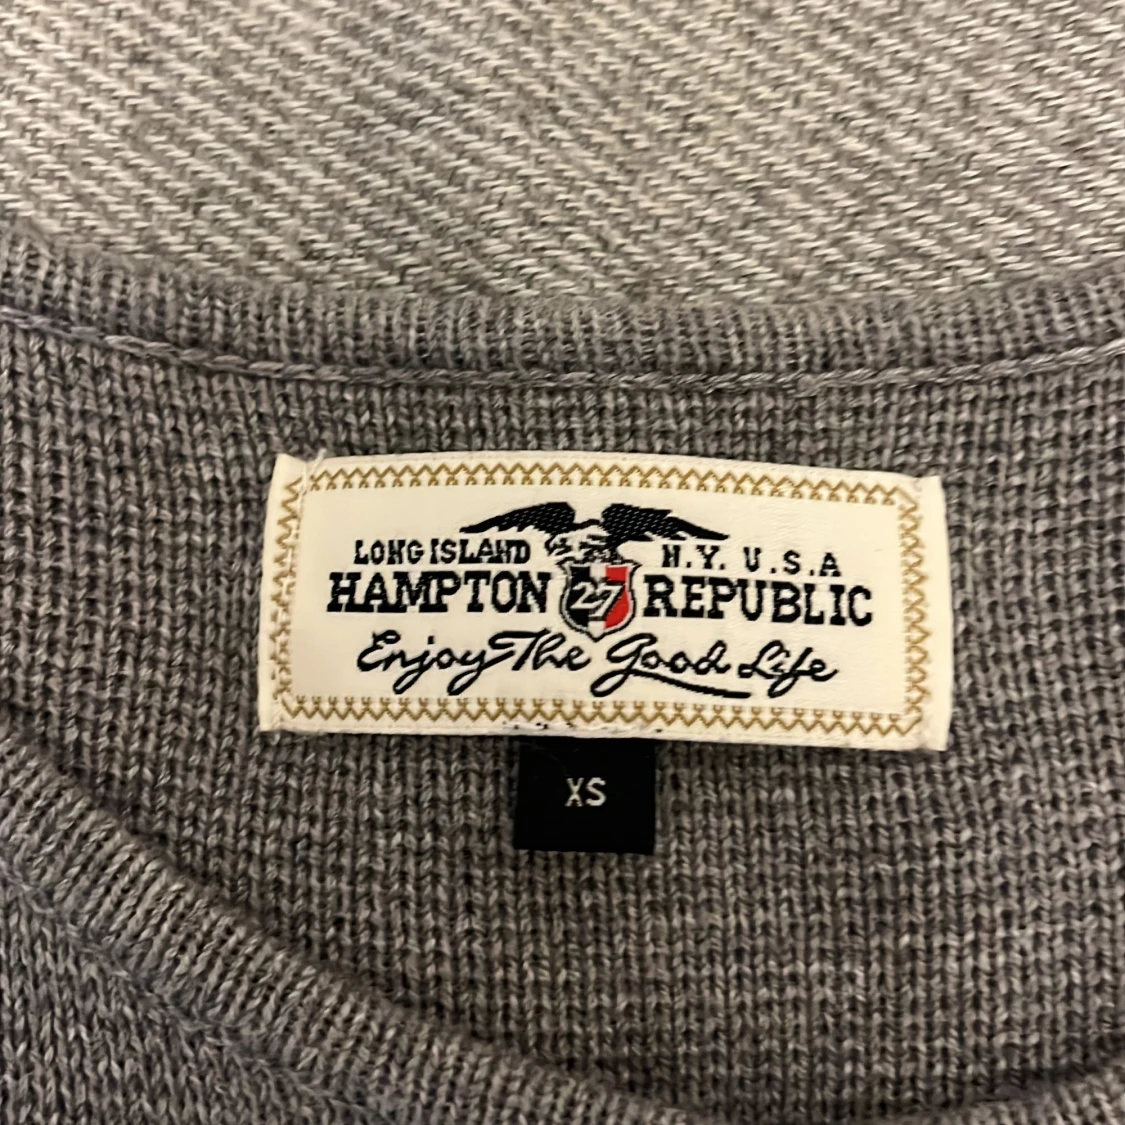 LONG ISLAND N.Y. U.S.A
HAMPTON 27 REPUBLIC
Enjoy The Good Life
XS